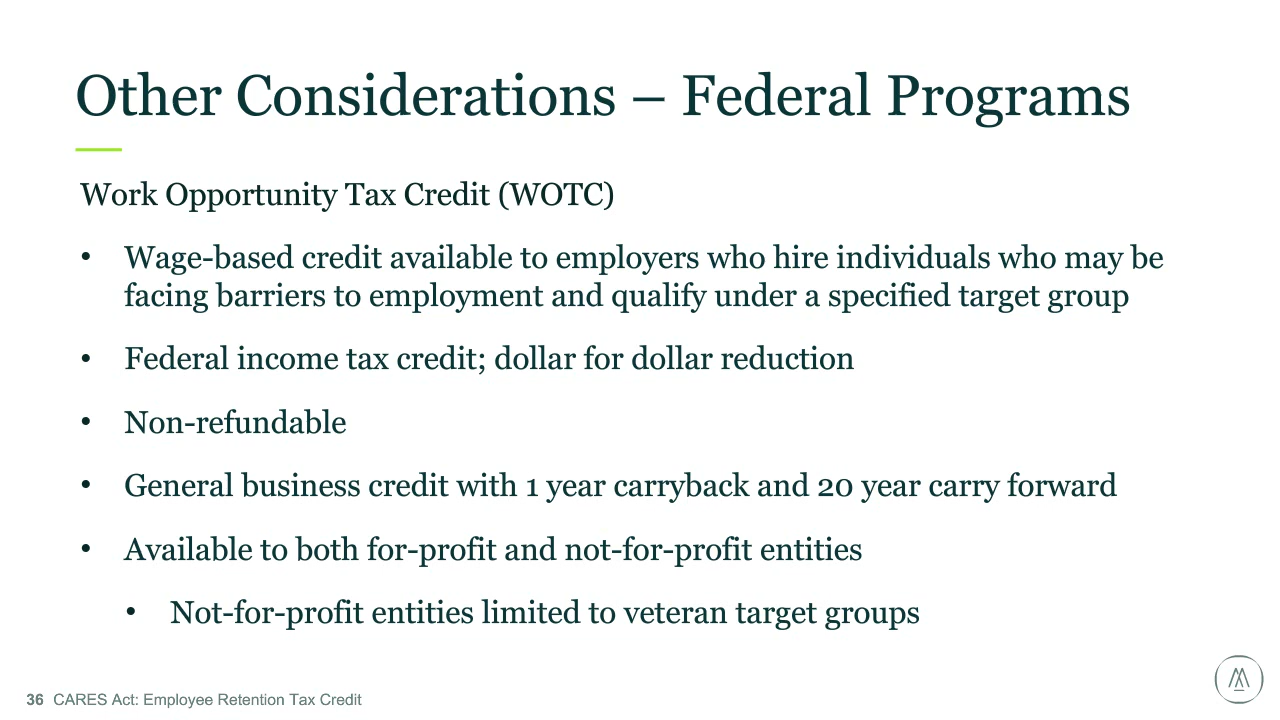 Other Considerations – Federal Programs
Work Opportunity Tax Credit (WOTC)
• Wage-based credit available to employers who hire individuals who may be
facing barriers to employment and qualify under a specified target group
• Federal income tax credit; dollar for dollar reduction
• Non-refundable
• General business credit with 1 year carryback and 20 year carry forward
• Available to both for-profit and not-for-profit entities
• Not-for-profit entities limited to veteran target groups
36 CARES Act: Employee Retention Tax Credit